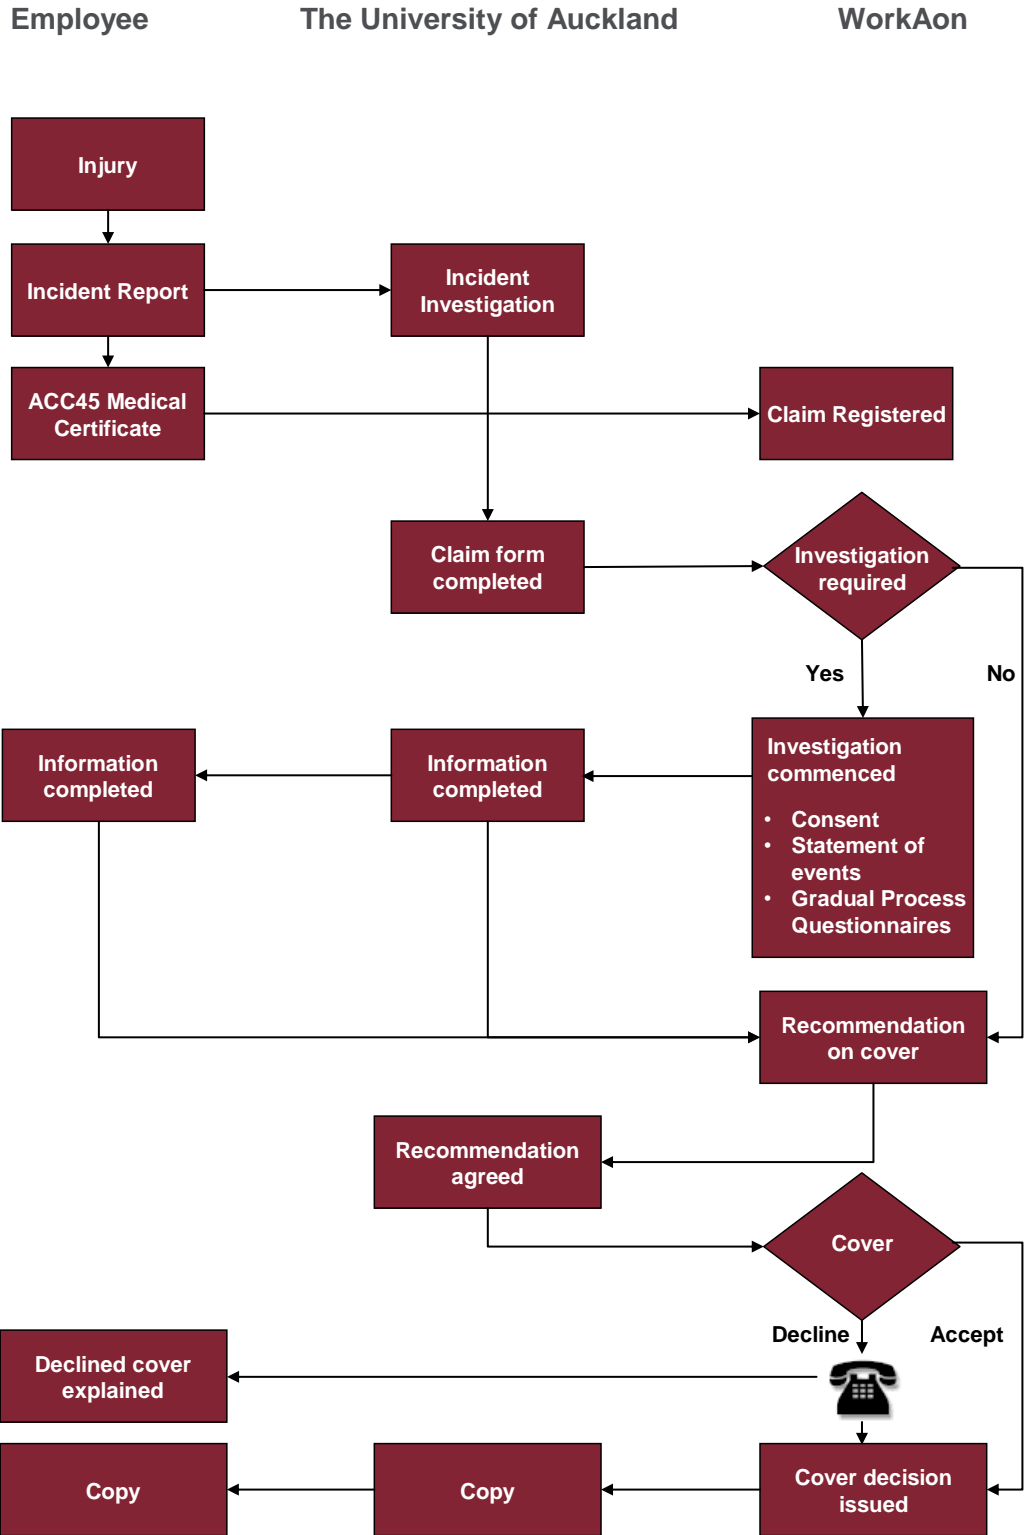 Employee
The University of Auckland
WorkAon
Injury
Incident Report
Incident
Investigation
ACC45 Medical
Certificate
Claim Registered
Claim form
completed
Investigation
required
Yes
No
Information
completed
Information
completed
Investigation
commenced
• Consent
• Statement of
events
• Gradual Process
Questionnaires
Recommendation
on cover
Recommendation
agreed
Cover
Decline
Accept
Declined cover
explained
Copy
Copy
Cover decision
issued